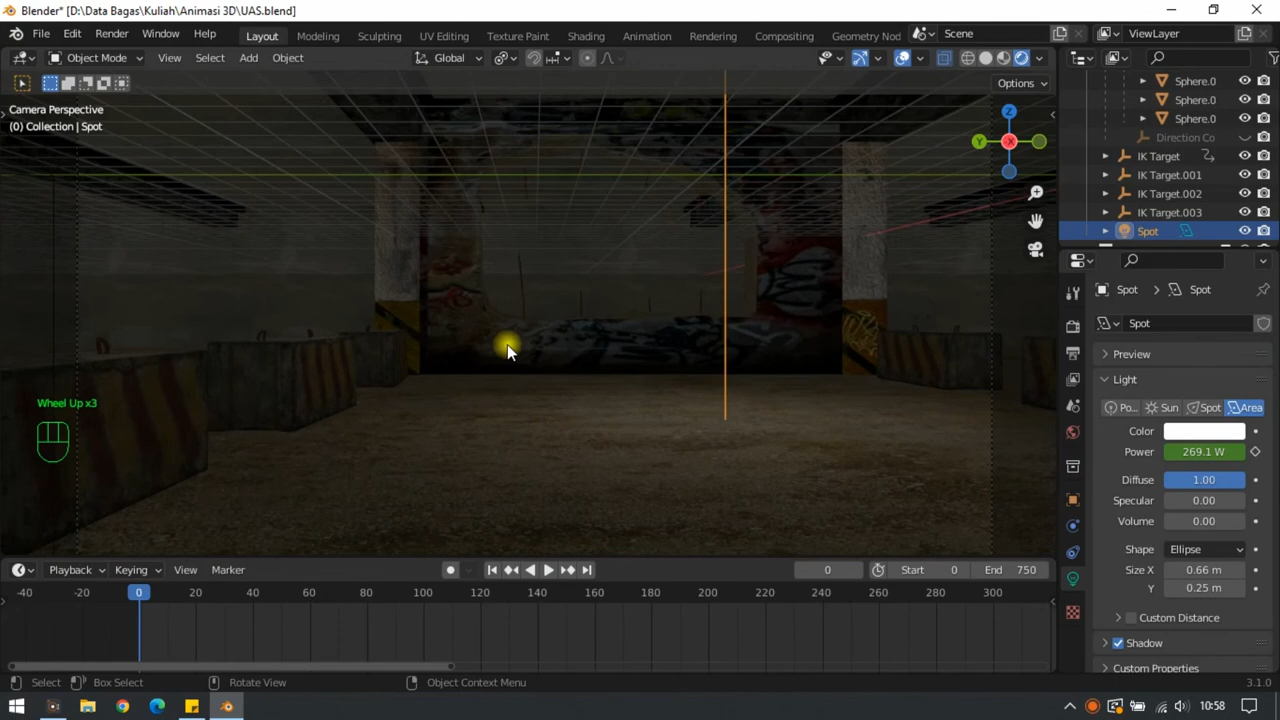 Blender* [D:\Data Bagas\Kuliah\Animasi 3D\UAS.blend]
File Edit Render Window Help
Layout Modeling Sculpting UV Editing Texture Paint Shading Animation Rendering Compositing Geometry Nod
Scene
ViewLayer
Object Mode View Select Add Object
Global
Options
Camera Perspective
(0) Collection | Spot
Z
Y
X
Sphere.0
Sphere.0
Sphere.0
Direction Co
IK Target
IK Target.001
IK Target.002
IK Target.003
Spot
Spot > Spot
Spot
Preview
Light
Po... Sun Spot Area
Color
Power 269.1 W
Diffuse 1.00
Specular 0.00
Volume 0.00
Shape Ellipse
Size X 0.66 m
Y 0.25 m
Custom Distance
Shadow
Custom Properties
Wheel Up x3
Playback Keying View Marker
0
Start 0
End 750
-40 -20 0 20 40 60 80 100 120 140 160 180 200 220 240 260 280 300
Select Box Select Rotate View Object Context Menu
3.1.0
10:58